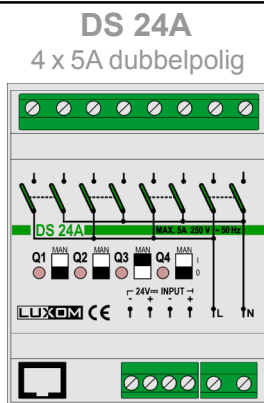 DS 24A
4 x 5A dubbelpolig
DS 24A MAX. 5A 250 V ~ 50 Hz
MAN MAN MAN MAN
Q1 Q2 Q3 Q4 I
0
24V⎓ INPUT
- + - +
LUXOM CE L N